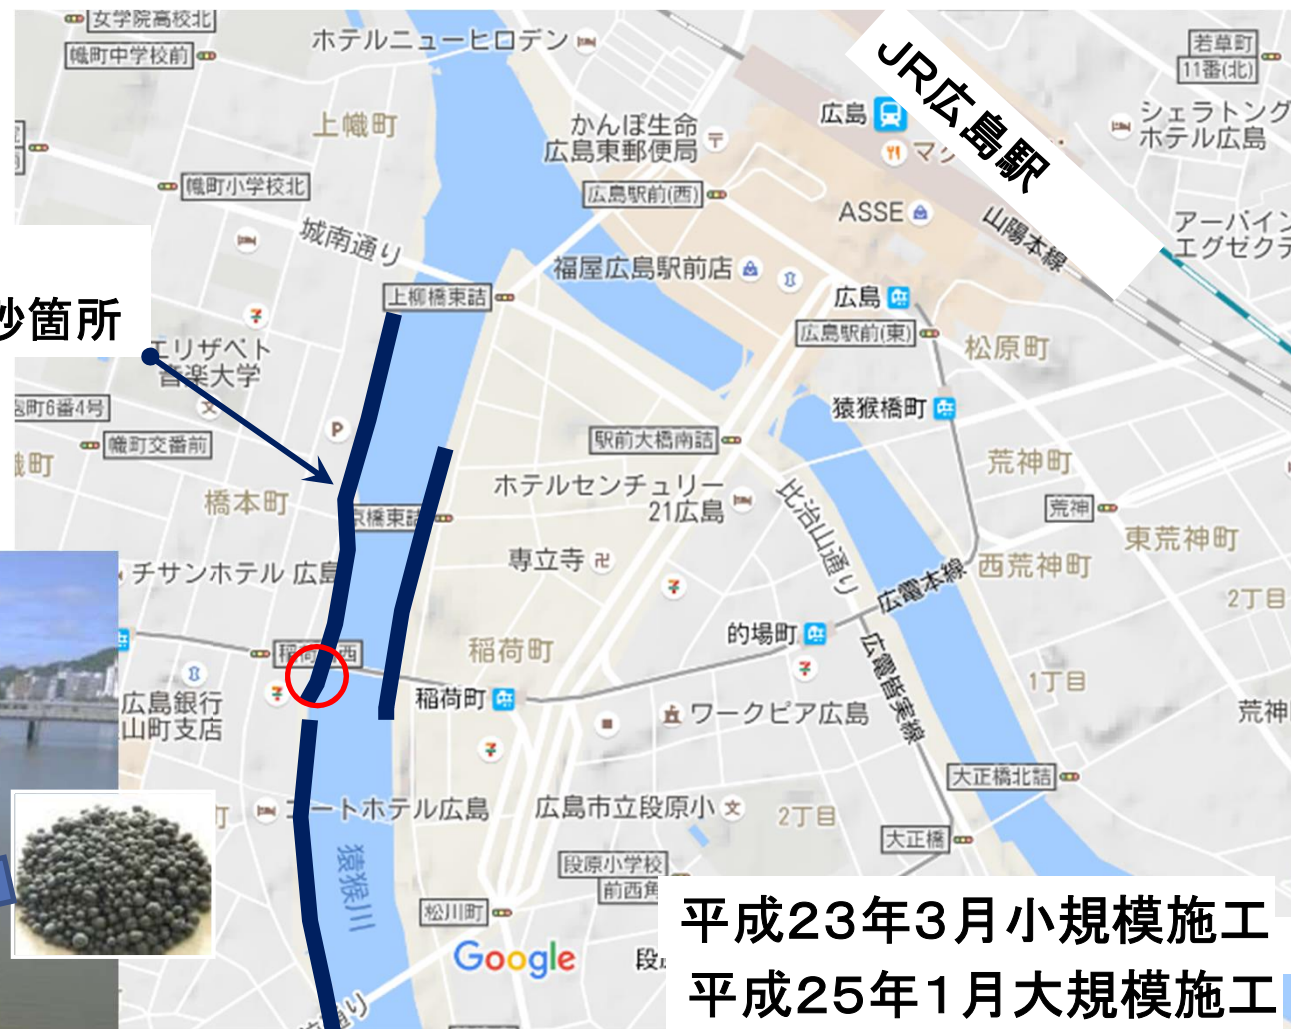 女学院高校北
幟町中学校前
ホテルニューヒロデン
若草町
11番(北)
JR広島駅
上幟町
かんぽ生命
広島東郵便局
広島
シェラトング
ホテル広島
幟町小学校北
広島駅前(西)
ASSE
山陽本線
アーバイン
エグゼクテ
城南通り
福屋広島駅前店
上柳橋東詰
広島
箇所
広島駅前(東)
松原町
エリザベト
音楽大学
町6番4号
猿猴橋町
幟町交番前
駅前大橋南詰
町
荒神町
橋本町
ホテルセンチュリー
21広島
比治山通り
荒神
京橋東詰
東荒神町
専立寺
西荒神町
チサンホテル 広島
広電本線
2丁目
的場町
稲荷
西
稲荷町
広電皆実線
1丁目
広島銀行
山町支店
稲荷町
ワークピア広島
荒神
大正橋北詰
ートホテル広島
広島市立段原小
2丁目
大正橋
猿猴川
段原小学校
前西角
松川町
平成23年3月小規模施工
Google
段
平成25年1月大規模施工
通り